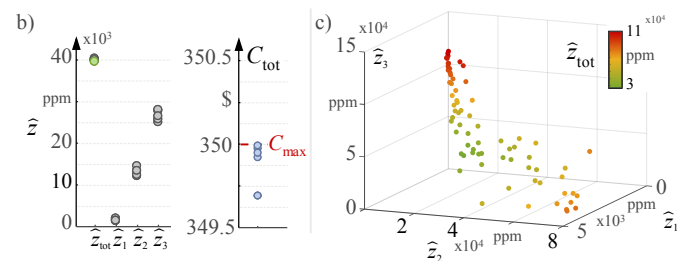 b)
x10³
40
ppm
ẑ
20
10
0
ẑtot ẑ1 ẑ2 ẑ3
350.5
Ctot
$
350
Cmax
349.5
c)
15
x10⁴
ẑ3
ppm
10
5
0
2
4
x10⁴
ppm
8
ẑ2
5
x10³
ppm
0
ẑ1
ẑtot
11
x10⁴
ppm
3